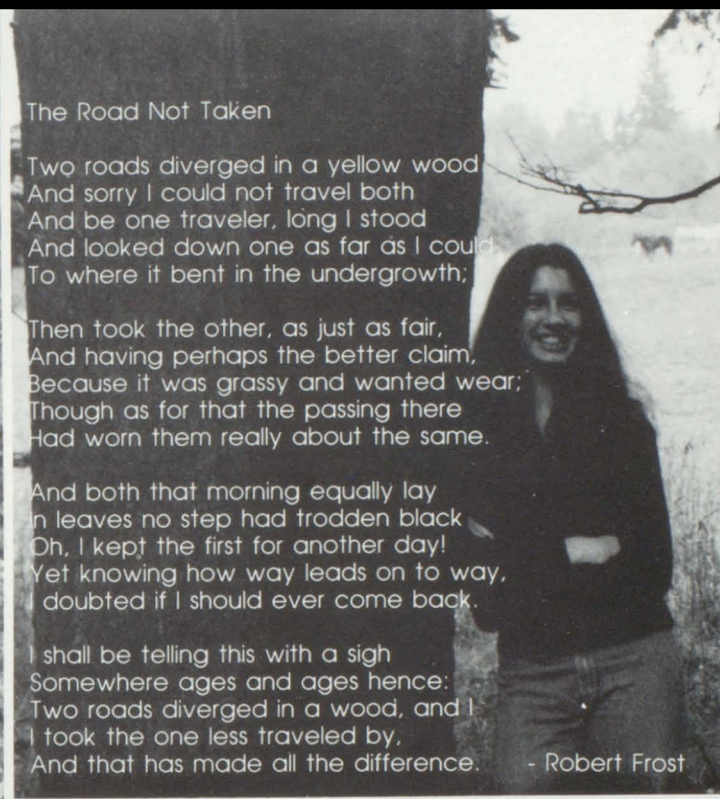 The Road Not Taken
Two roads diverged in a yellow wood
And sorry I could not travel both
And be one traveler, long I stood
And looked down one as far as I could,
To where it bent in the undergrowth;
Then took the other, as just as fair,
And having perhaps the better claim,
Because it was grassy and wanted wear;
Though as for that the passing there
Had worn them really about the same.
And both that morning equally lay
In leaves no step had trodden black
Oh, I kept the first for another day!
Yet knowing how way leads on to way,
I doubted if I should ever come back.
I shall be telling this with a sigh
Somewhere ages and ages hence:
Two roads diverged in a wood, and I
I took the one less traveled by,
And that has made all the difference. - Robert Frost